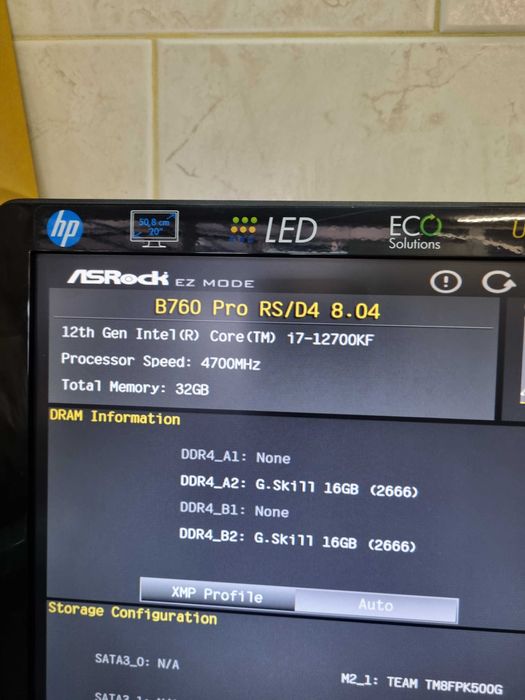 hp
50,8 cm
20"
LED
ECO
Solutions
ASRock EZ MODE
B760 Pro RS/D4 8.04
12th Gen Intel(R) Core(TM) i7-12700KF
Processor Speed: 4700MHz
Total Memory: 32GB
DRAM Information
DDR4_A1: None
DDR4_A2: G.Skill 16GB (2666)
DDR4_B1: None
DDR4_B2: G.Skill 16GB (2666)
XMP Profile
Auto
Storage Configuration
SATA3_0: N/A
M2_1: TEAM TM8FPK500G